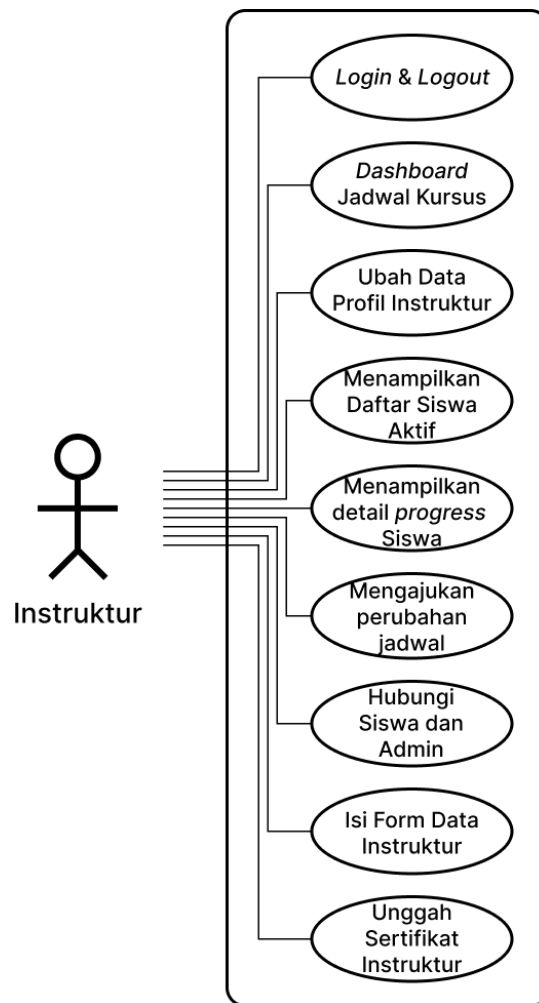 Login & Logout
Dashboard
Jadwal Kursus
Ubah Data
Profil Instruktur
Menampilkan
Daftar Siswa
Aktif
Menampilkan
detail progress
Siswa
Mengajukan
perubahan
jadwal
Hubungi
Siswa dan
Admin
Isi Form Data
Instruktur
Unggah
Sertifikat
Instruktur
Instruktur